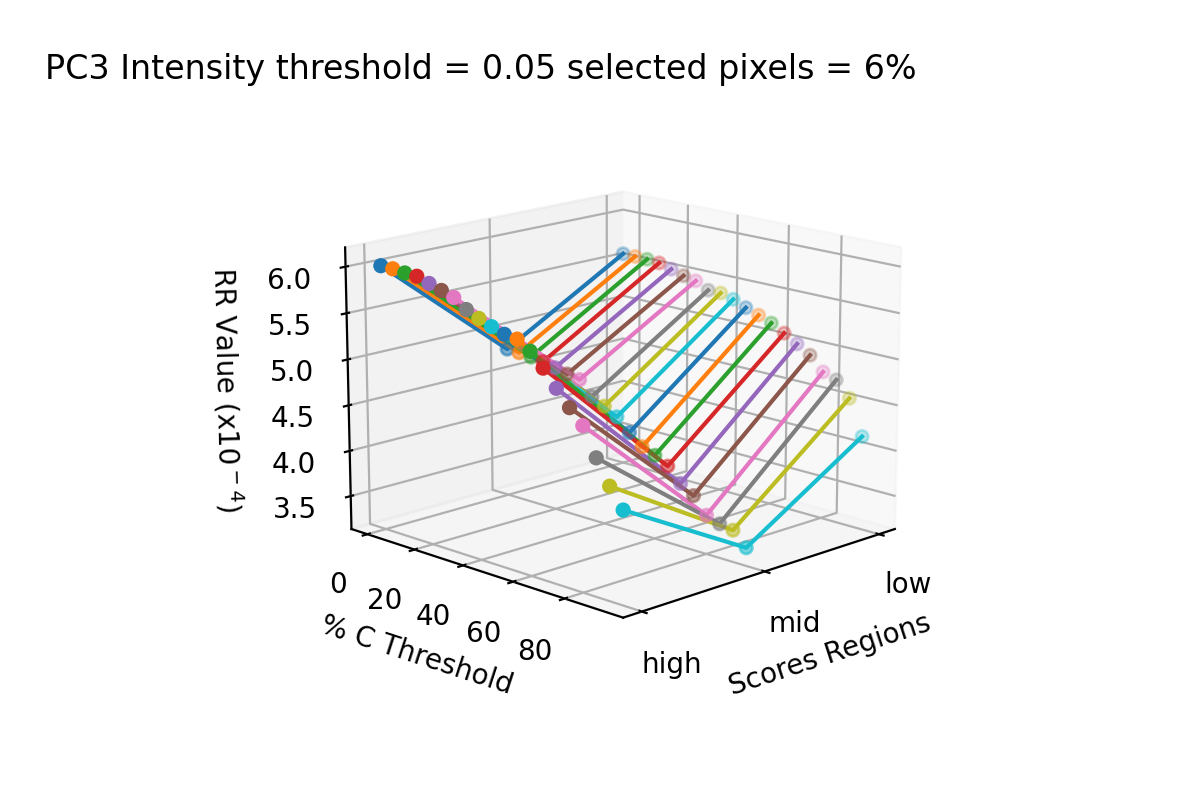 PC3 Intensity threshold = 0.05 selected pixels = 6%
RR Value (x10⁻⁴)
6.0
5.5
5.0
4.5
4.0
3.5
0
20
40
60
80
% C Threshold
high
mid
low
Scores Regions